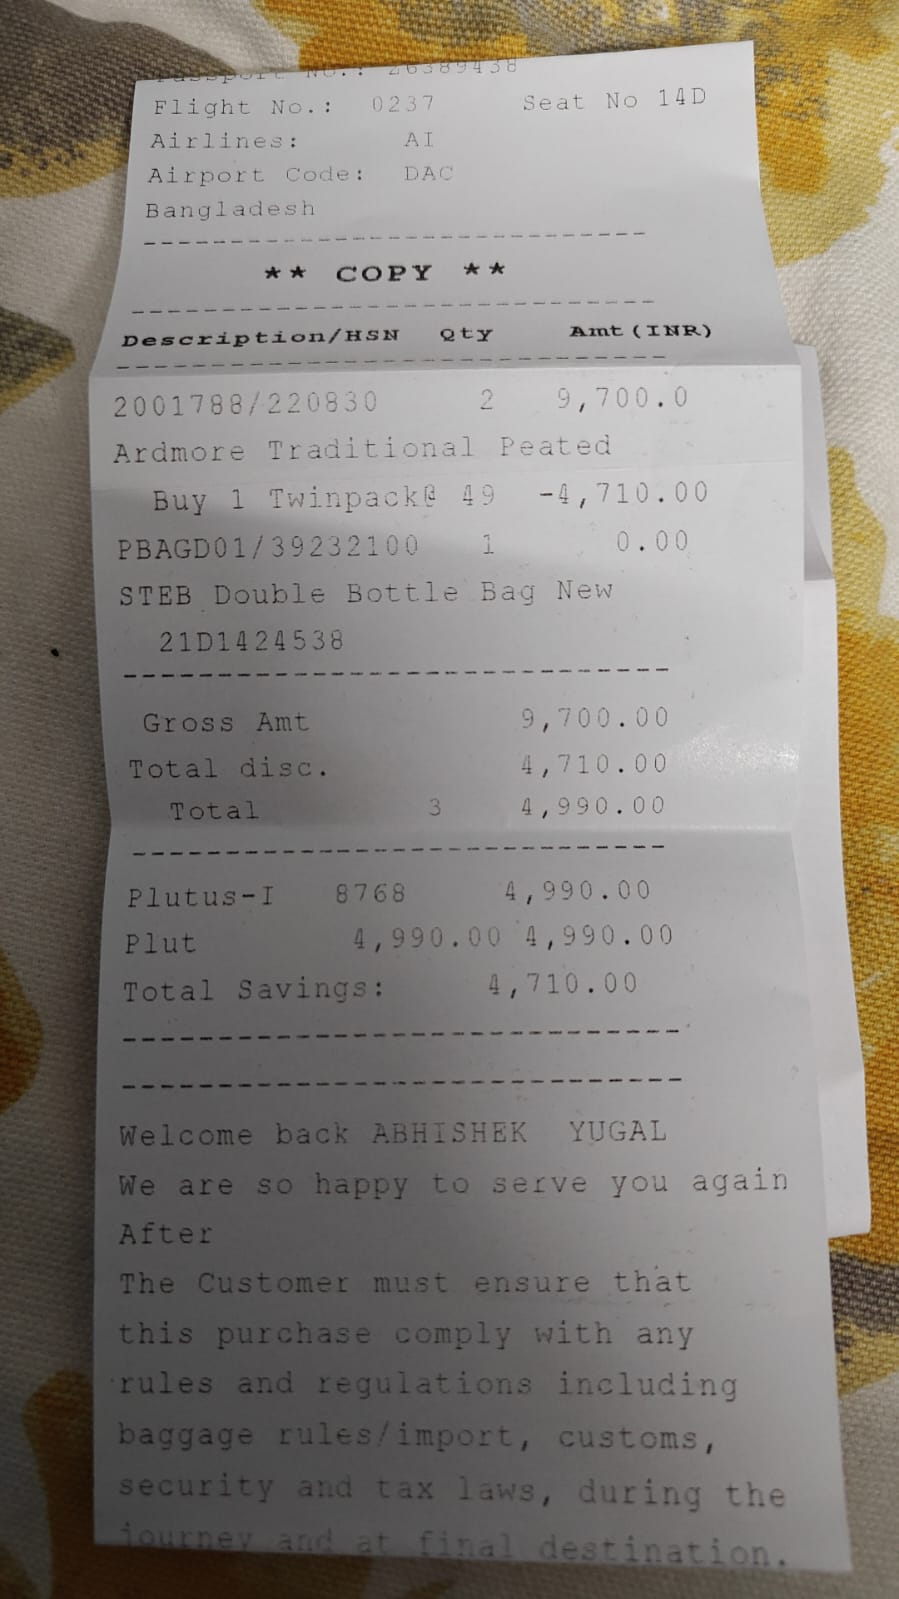 Passport No.: Z6389438
Flight No.: 0237 Seat No 14D
Airlines: AI
Airport Code: DAC
Bangladesh
-----------------------------
** COPY **
-----------------------------
Description/HSN Qty Amt(INR)
-----------------------------
2001788/220830 2 9,700.0
Ardmore Traditional Peated
Buy 1 Twinpack@ 49 -4,710.00
PBAGD01/39232100 1 0.00
STEB Double Bottle Bag New
21D1424538
-----------------------------
Gross Amt 9,700.00
Total disc. 4,710.00
Total 3 4,990.00
-----------------------------
Plutus-I 8768 4,990.00
Plut 4,990.00 4,990.00
Total Savings: 4,710.00
-----------------------------
-----------------------------
Welcome back ABHISHEK YUGAL
We are so happy to serve you again
After
The Customer must ensure that
this purchase comply with any
rules and regulations including
baggage rules/import, customs,
security and tax laws, during the
journey and at final destination.